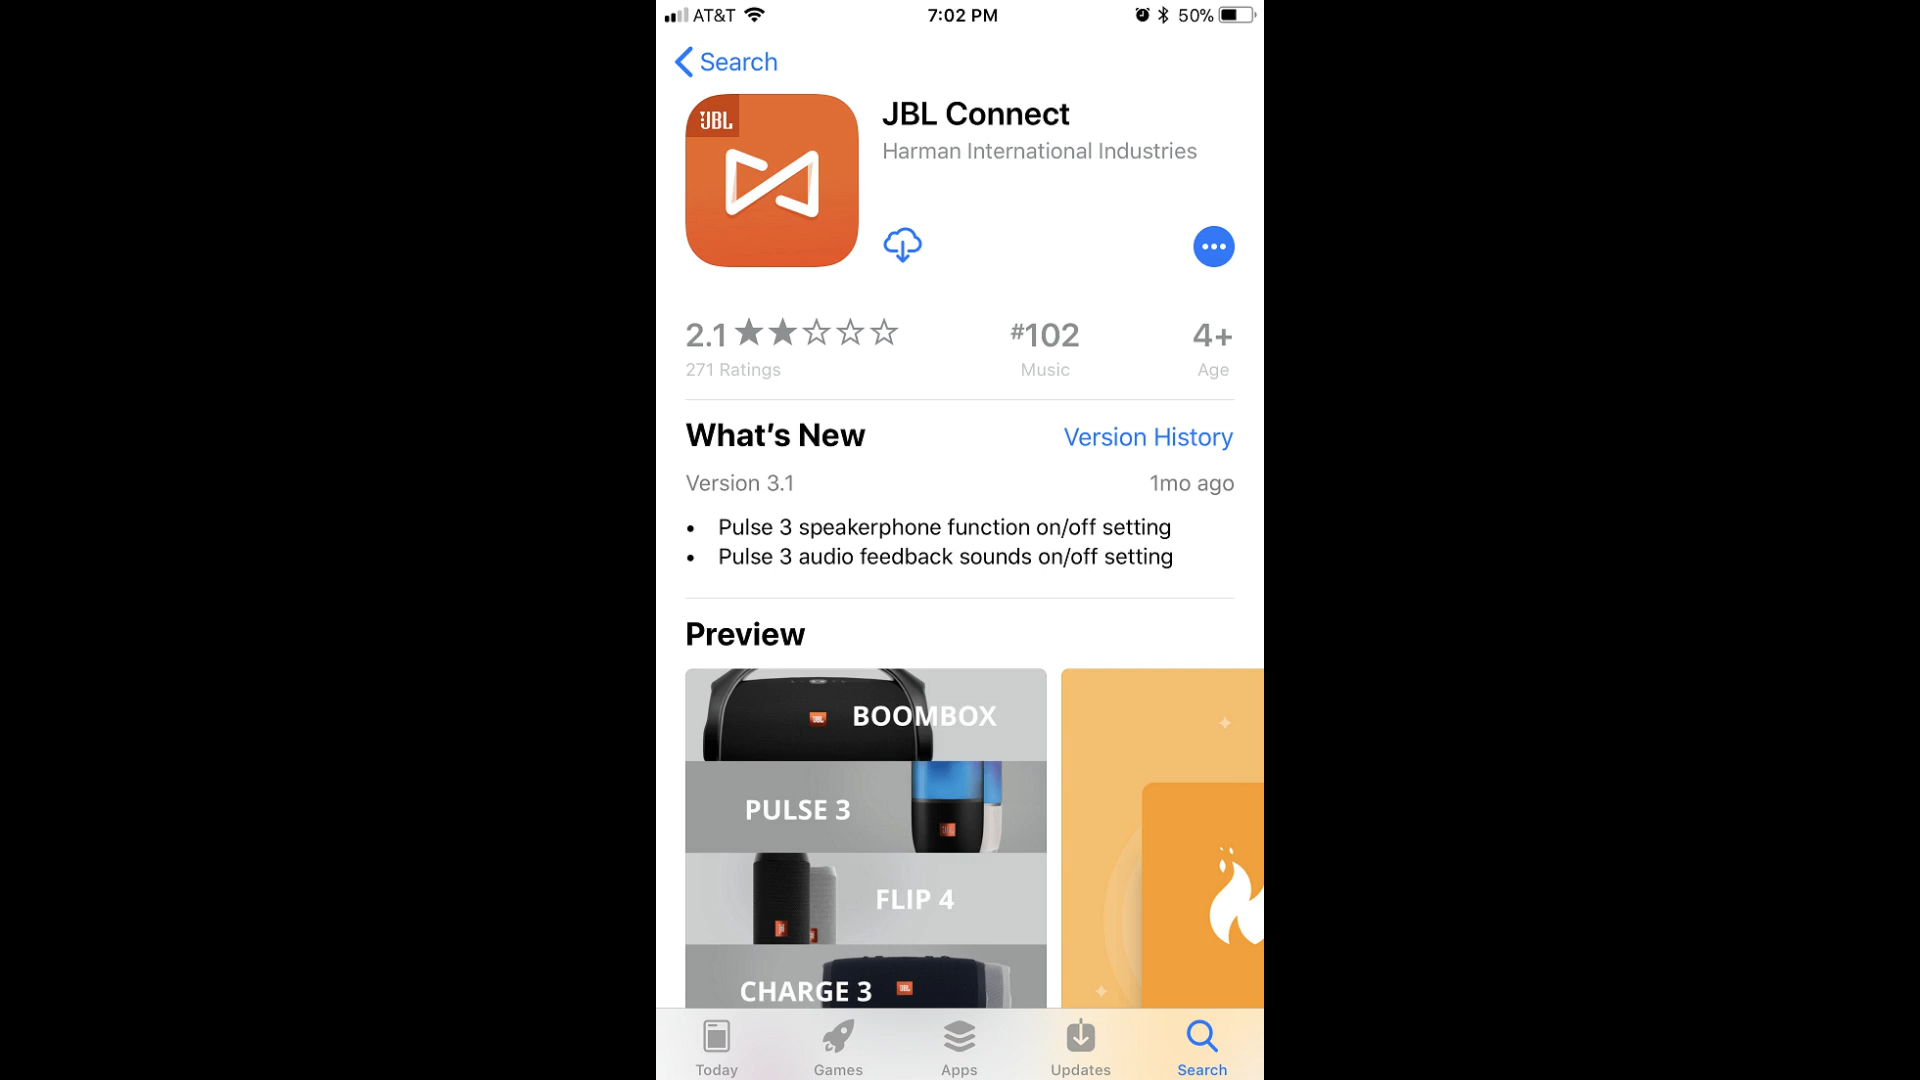 AT&T 7:02 PM 50%
Search
JBL
JBL Connect
Harman International Industries
2.1 #102 4+
271 Ratings Music Age
What's New Version History
Version 3.1 1mo ago
• Pulse 3 speakerphone function on/off setting
• Pulse 3 audio feedback sounds on/off setting
Preview
JBL BOOMBOX
PULSE 3
JBL
FLIP 4
CHARGE 3 JBL
Today Games Apps Updates Search